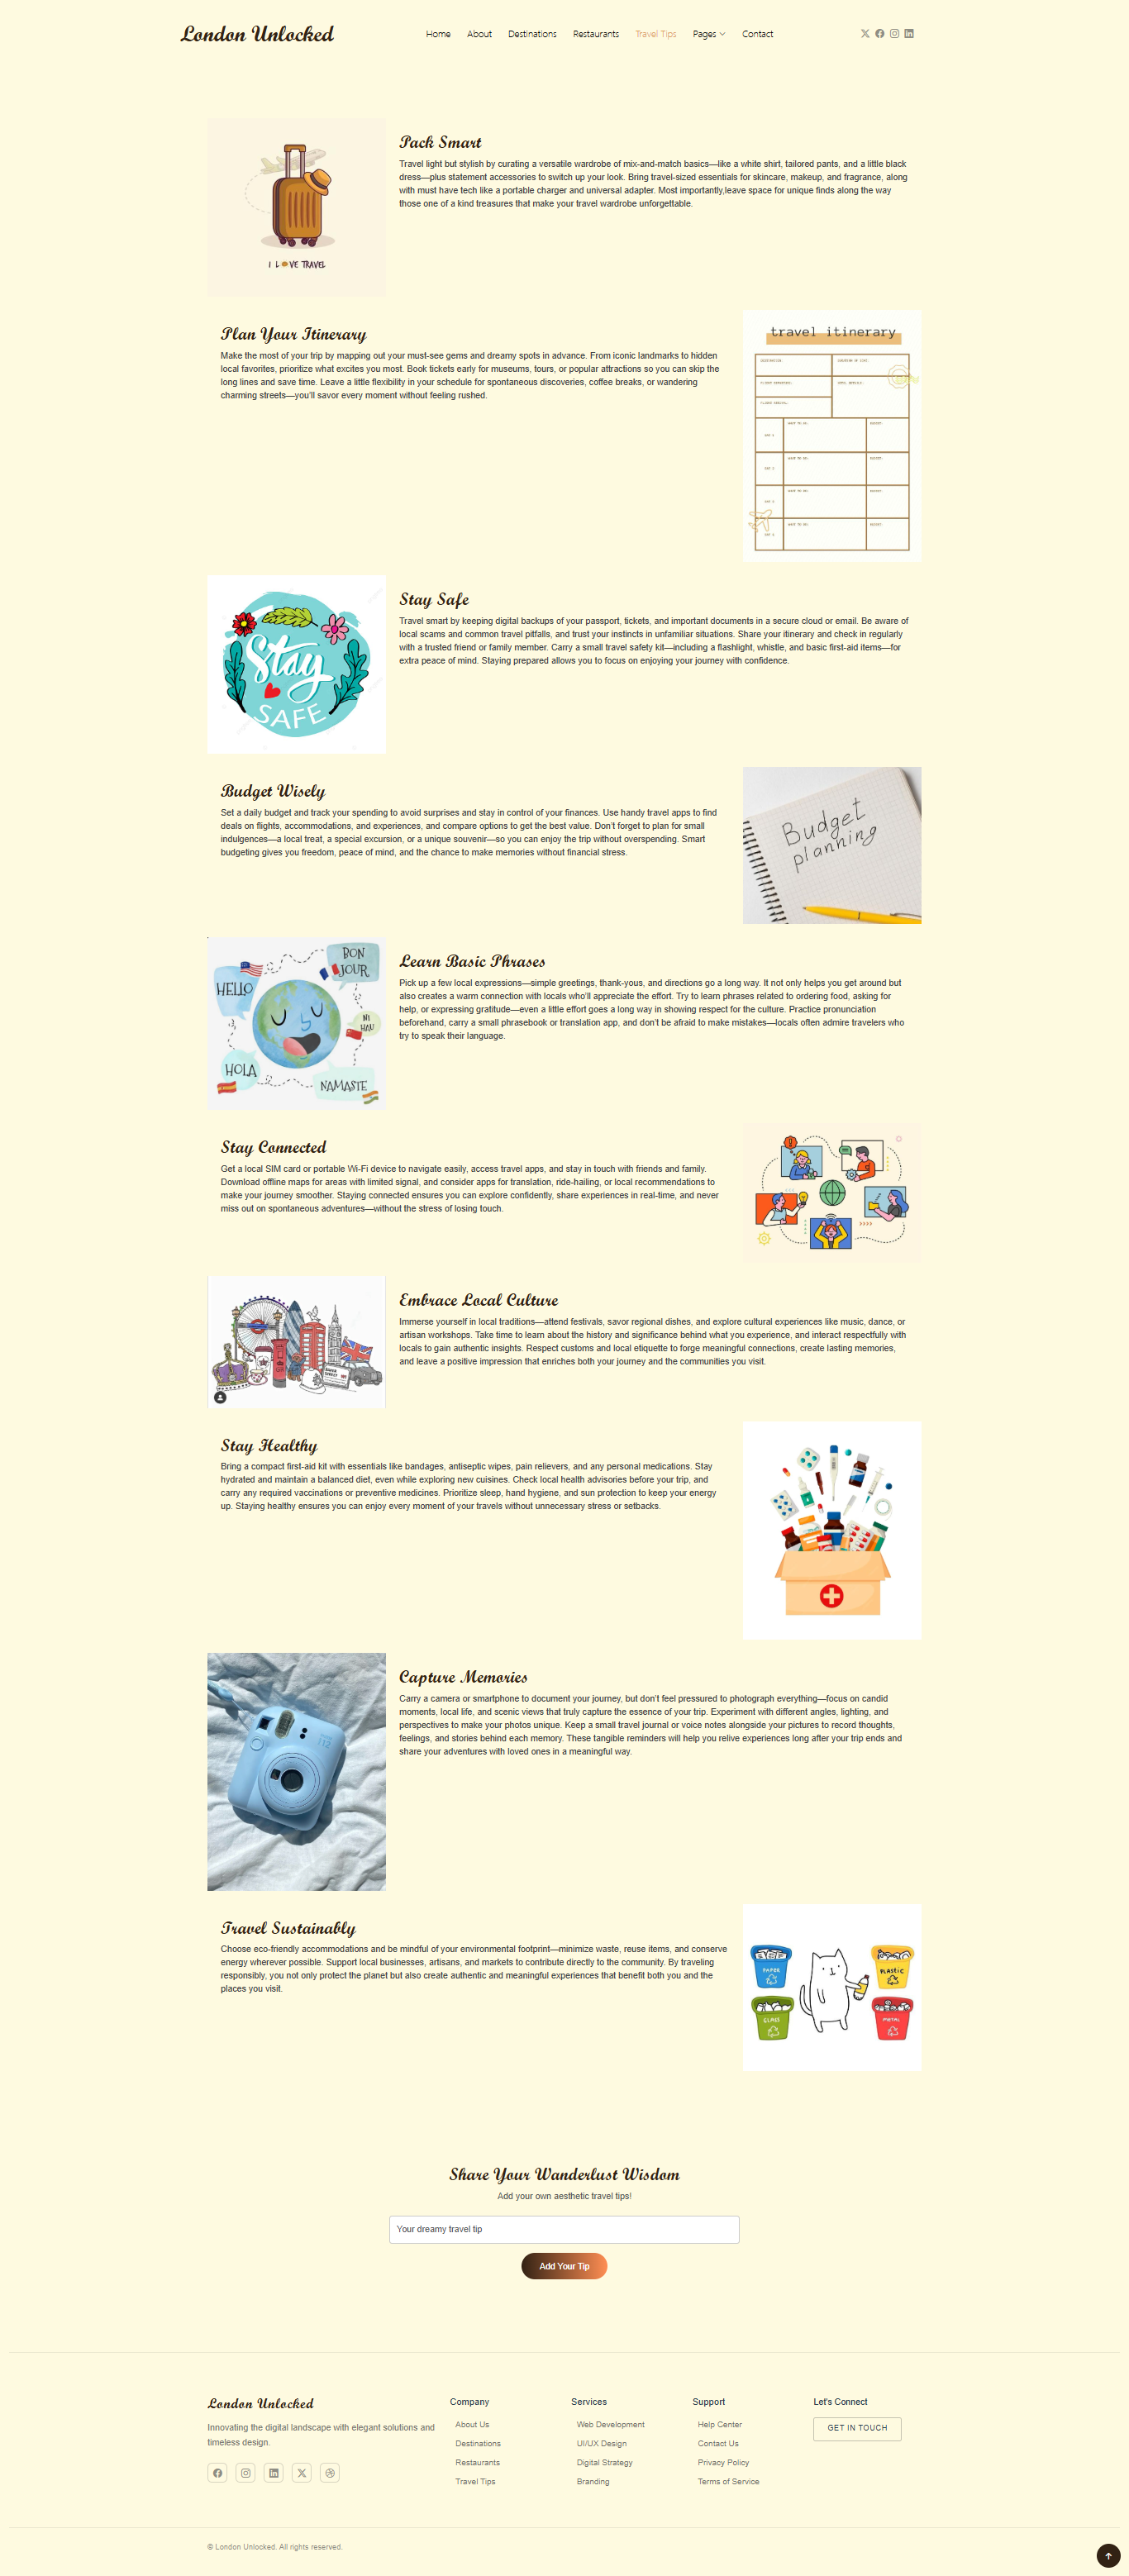 London Unlocked
Home About Destinations Restaurants Travel Tips Pages Contact
I LOVE TRAVEL
Pack Smart
Travel light but stylish by curating a versatile wardrobe of mix-and-match basics—like a white shirt, tailored pants, and a little black
dress—plus statement accessories to switch up your look. Bring travel-sized essentials for skincare, makeup, and fragrance, along
with must have tech like a portable charger and universal adapter. Most importantly,leave space for unique finds along the way
those one of a kind treasures that make your travel wardrobe unforgettable.
Plan Your Itinerary
Make the most of your trip by mapping out your must-see gems and dreamy spots in advance. From iconic landmarks to hidden
local favorites, prioritize what excites you most. Book tickets early for museums, tours, or popular attractions so you can skip the
long lines and save time. Leave a little flexibility in your schedule for spontaneous discoveries, coffee breaks, or wandering
charming streets—you'll savor every moment without feeling rushed.
travel itinerary
Stay
SAFE
Stay Safe
Travel smart by keeping digital backups of your passport, tickets, and important documents in a secure cloud or email. Be aware of
local scams and common travel pitfalls, and trust your instincts in unfamiliar situations. Share your itinerary and check in regularly
with a trusted friend or family member. Carry a small travel safety kit—including a flashlight, whistle, and basic first-aid items—for
extra peace of mind. Staying prepared allows you to focus on enjoying your journey with confidence.
Budget Wisely
Set a daily budget and track your spending to avoid surprises and stay in control of your finances. Use handy travel apps to find
deals on flights, accommodations, and experiences, and compare options to get the best value. Don't forget to plan for small
indulgences—a local treat, a special excursion, or a unique souvenir—so you can enjoy the trip without overspending. Smart
budgeting gives you freedom, peace of mind, and the chance to make memories without financial stress.
Budget
planning
BON
JOUR
HELLO
NI
HAU
HOLA
NAMASTE
Learn Basic Phrases
Pick up a few local expressions—simple greetings, thank-yous, and directions go a long way. It not only helps you get around but
also creates a warm connection with locals who'll appreciate the effort. Try to learn phrases related to ordering food, asking for
help, or expressing gratitude—even a little effort goes a long way in showing respect for the culture. Practice pronunciation
beforehand, carry a small phrasebook or translation app, and don't be afraid to make mistakes—locals often admire travelers who
try to speak their language.
Stay Connected
Get a local SIM card or portable Wi-Fi device to navigate easily, access travel apps, and stay in touch with friends and family.
Download offline maps for areas with limited signal, and consider apps for translation, ride-hailing, or local recommendations to
make your journey smoother. Staying connected ensures you can explore confidently, share experiences in real-time, and never
miss out on spontaneous adventures—without the stress of losing touch.
Embrace Local Culture
Immerse yourself in local traditions—attend festivals, savor regional dishes, and explore cultural experiences like music, dance, or
artisan workshops. Take time to learn about the history and significance behind what you experience, and interact respectfully with
locals to gain authentic insights. Respect customs and local etiquette to forge meaningful connections, create lasting memories,
and leave a positive impression that enriches both your journey and the communities you visit.
Stay Healthy
Bring a compact first-aid kit with essentials like bandages, antiseptic wipes, pain relievers, and any personal medications. Stay
hydrated and maintain a balanced diet, even while exploring new cuisines. Check local health advisories before your trip, and
carry any required vaccinations or preventive medicines. Prioritize sleep, hand hygiene, and sun protection to keep your energy
up. Staying healthy ensures you can enjoy every moment of your travels without unnecessary stress or setbacks.
Capture Memories
Carry a camera or smartphone to document your journey, but don't feel pressured to photograph everything—focus on candid
moments, local life, and scenic views that truly capture the essence of your trip. Experiment with different angles, lighting, and
perspectives to make your photos unique. Keep a small travel journal or voice notes alongside your pictures to record thoughts,
feelings, and stories behind each memory. These tangible reminders will help you relive experiences long after your trip ends and
share your adventures with loved ones in a meaningful way.
Travel Sustainably
Choose eco-friendly accommodations and be mindful of your environmental footprint—minimize waste, reuse items, and conserve
energy wherever possible. Support local businesses, artisans, and markets to contribute directly to the community. By traveling
responsibly, you not only protect the planet but also create authentic and meaningful experiences that benefit both you and the
places you visit.
PAPER
PLASTIC
GLASS
METAL
Share Your Wanderlust Wisdom
Add your own aesthetic travel tips!
Your dreamy travel tip
Add Your Tip
London Unlocked
Innovating the digital landscape with elegant solutions and
timeless design.
Company
About Us
Destinations
Restaurants
Travel Tips
Services
Web Development
UI/UX Design
Digital Strategy
Branding
Support
Help Center
Contact Us
Privacy Policy
Terms of Service
Let's Connect
GET IN TOUCH
© London Unlocked. All rights reserved.